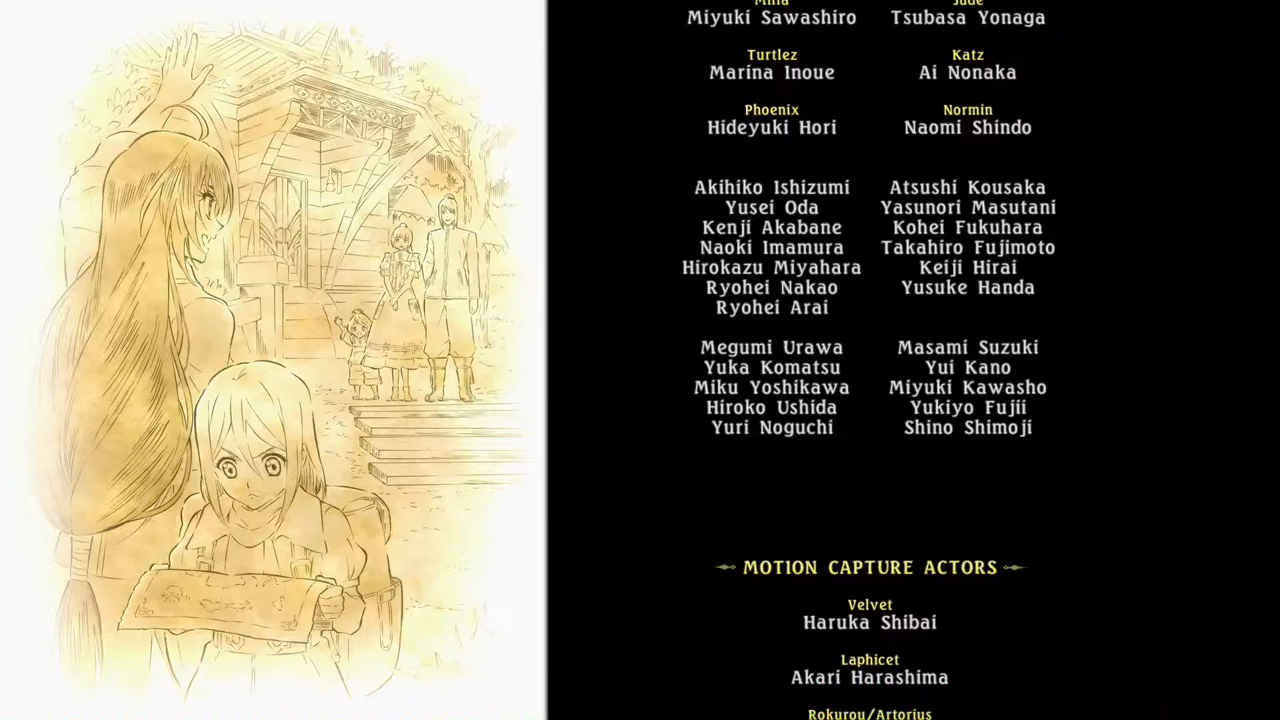 Milla Jude
Miyuki Sawashiro Tsubasa Yonaga
Turtlez Katz
Marina Inoue Ai Nonaka
Phoenix Normin
Hideyuki Hori Naomi Shindo
Akihiko Ishizumi Atsushi Kousaka
Yusei Oda Yasunori Masutani
Kenji Akabane Kohei Fukuhara
Naoki Imamura Takahiro Fujimoto
Hirokazu Miyahara Keiji Hirai
Ryohei Nakao Yusuke Handa
Ryohei Arai
Megumi Urawa Masami Suzuki
Yuka Komatsu Yui Kano
Miku Yoshikawa Miyuki Kawasho
Hiroko Ushida Yukiyo Fujii
Yuri Noguchi Shino Shimoji
MOTION CAPTURE ACTORS
Velvet
Haruka Shibai
Laphicet
Akari Harashima
Rokurou/Artorius